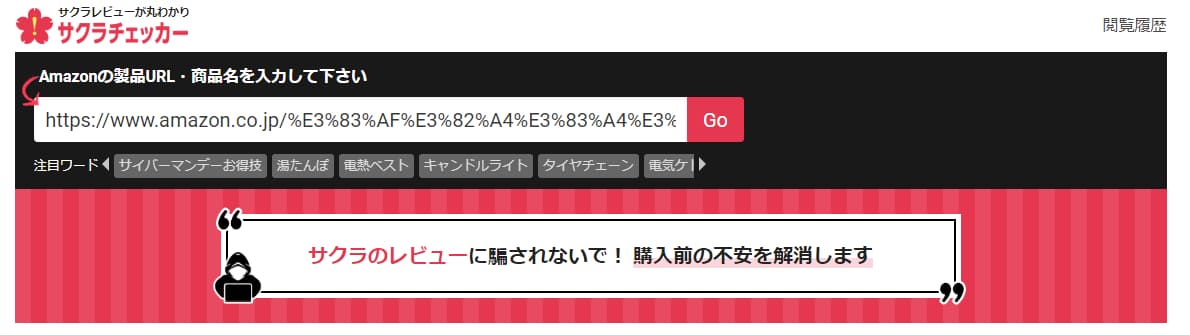 サクラレビューが丸わかり
サクラチェッカー
閲覧履歴
Amazonの製品URL・商品名を入力して下さい
https://www.amazon.co.jp/%E3%83%AF%E3%82%A4%E3%83%A4%E3%
Go
注目ワード
サイバーマンデーお得技 湯たんぽ 電熱ベスト キャンドルライト タイヤチェーン 電気ケト
サクラのレビューに騙されないで！ 購入前の不安を解消します